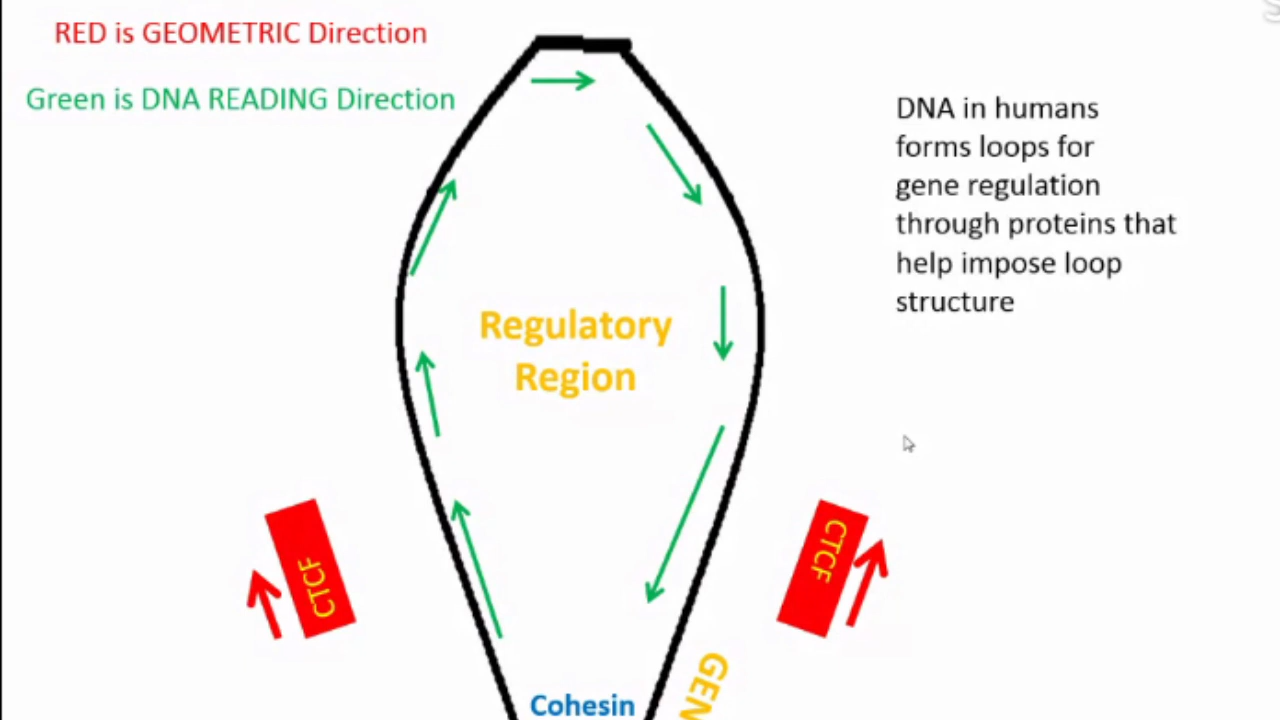 RED is GEOMETRIC Direction
Green is DNA READING Direction
DNA in humans
forms loops for
gene regulation
through proteins that
help impose loop
structure
Regulatory
Region
CTCF
CTCF
GEN
Cohesin